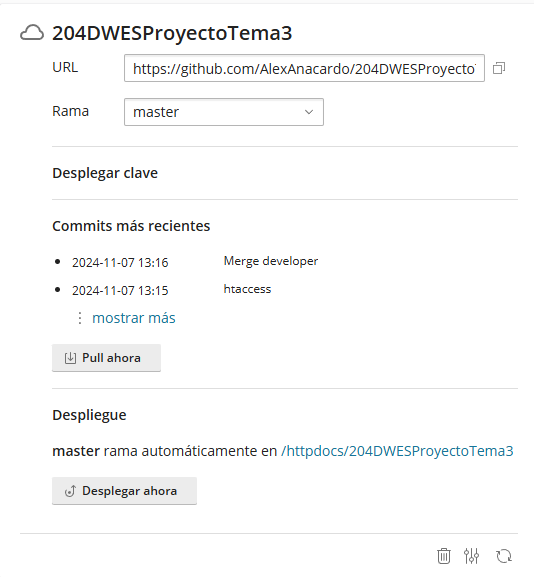 204DWESProyectoTema3
URL https://github.com/AlexAnacardo/204DWESProyecto
Rama master
Desplegar clave
Commits más recientes
2024-11-07 13:16 Merge developer
2024-11-07 13:15 htaccess
mostrar más
Pull ahora
Despliegue
master rama automáticamente en /httpdocs/204DWESProyectoTema3
Desplegar ahora